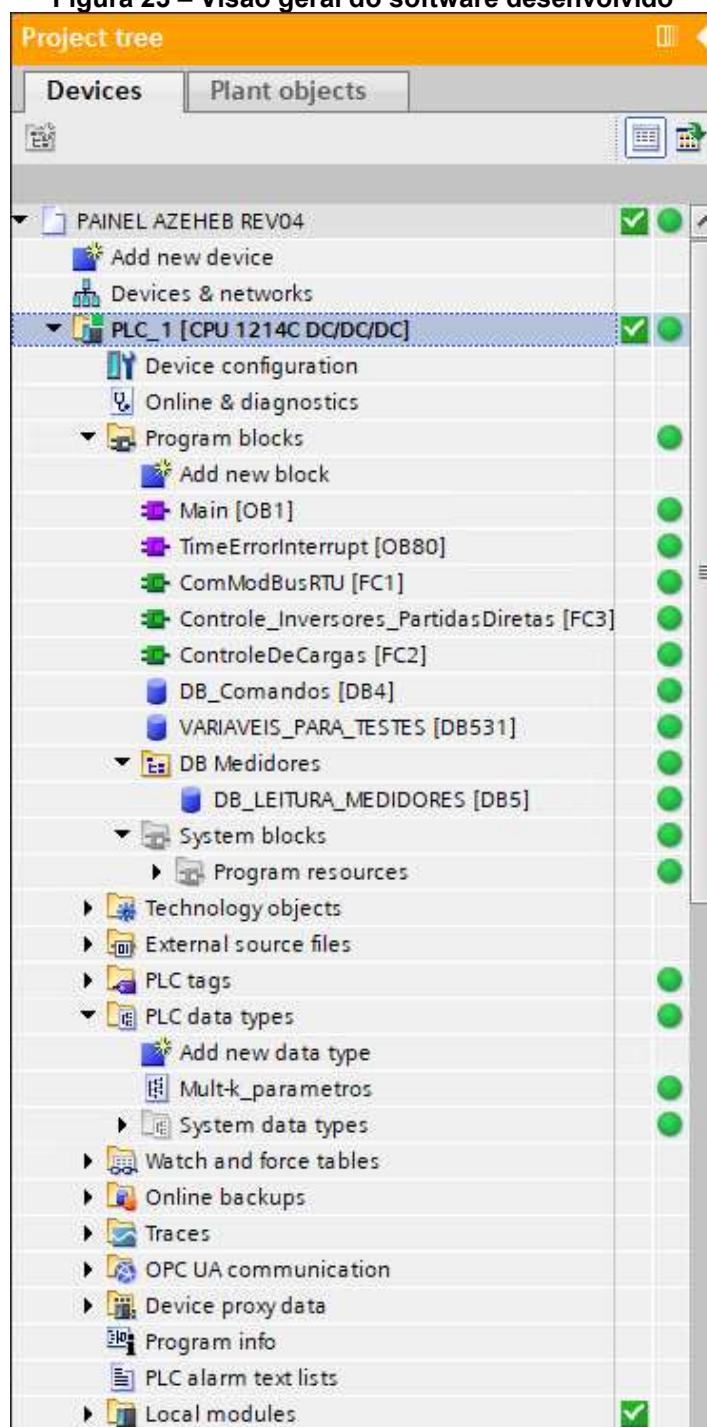 Figura 25 – Visão geral do software desenvolvido
Project tree
Devices
Plant objects
PAINEL AZEHEB REV04
Add new device
Devices & networks
PLC_1 [CPU 1214C DC/DC/DC]
Device configuration
Online & diagnostics
Program blocks
Add new block
Main [OB1]
TimeErrorInterrupt [OB80]
ComModBusRTU [FC1]
Controle_Inversores_PartidasDiretas [FC3]
ControleDeCargas [FC2]
DB_Comandos [DB4]
VARIAVEIS_PARA_TESTES [DB531]
DB Medidores
DB_LEITURA_MEDIDORES [DB5]
System blocks
Program resources
Technology objects
External source files
PLC tags
PLC data types
Add new data type
Mult-k_parametros
System data types
Watch and force tables
Online backups
Traces
OPC UA communication
Device proxy data
Program info
PLC alarm text lists
Local modules